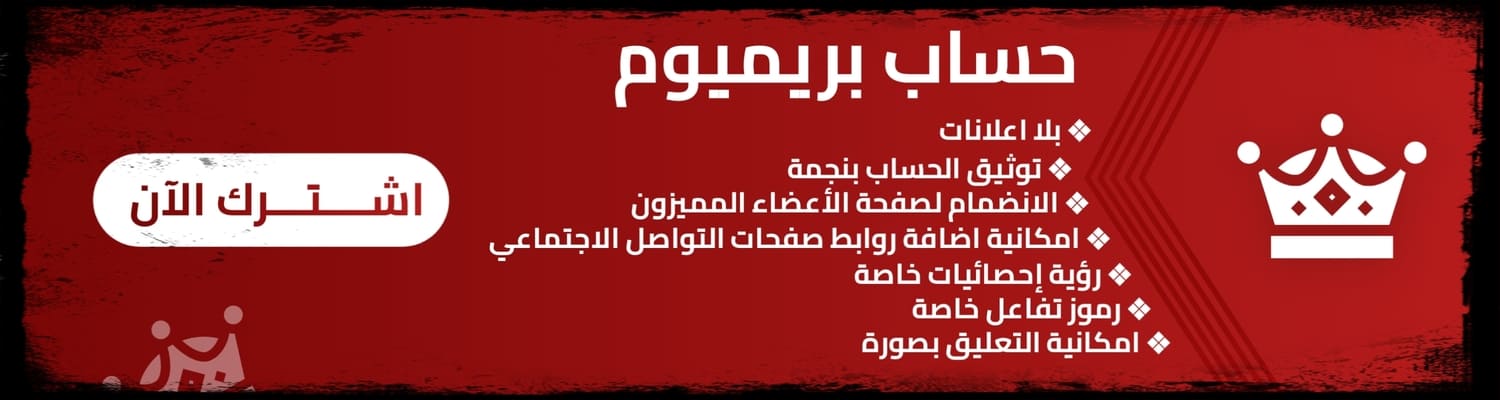 حساب بريميوم
❖ بلا اعلانات
❖ توثيق الحساب بنجمة
❖ الانضمام لصفحة الأعضاء المميزون
❖ امكانية اضافة روابط صفحات التواصل الاجتماعي
❖ رؤية إحصائيات خاصة
❖ رموز تفاعل خاصة
❖ امكانية التعليق بصورة
اشـــتـــرك الآن